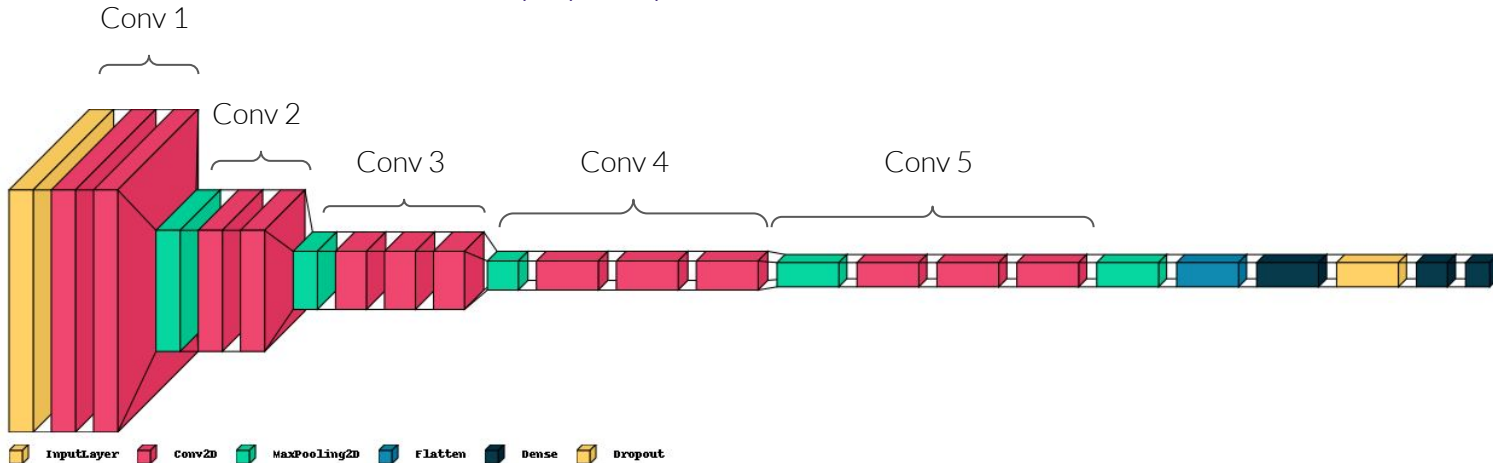 Conv 1
Conv 2
Conv 3
Conv 4
Conv 5
InputLayer Conv2D MaxPooling2D Flatten Dense Dropout